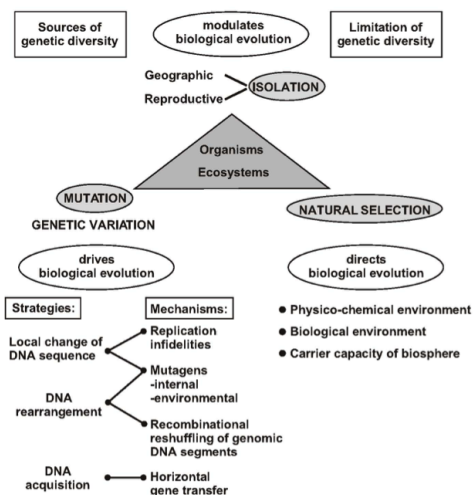 Sources of
genetic diversity
modulates
biological evolution
Limitation of
genetic diversity
Geographic
Reproductive
ISOLATION
Organisms
Ecosystems
MUTATION
GENETIC VARIATION
NATURAL SELECTION
drives
biological evolution
directs
biological evolution
Strategies:
Mechanisms:
Local change of
DNA sequence
DNA
rearrangement
DNA
acquisition
Replication
infidelities
Mutagens
-internal
-environmental
Recombinational
reshuffling of genomic
DNA segments
Horizontal
gene transfer
Physico-chemical environment
Biological environment
Carrier capacity of biosphere